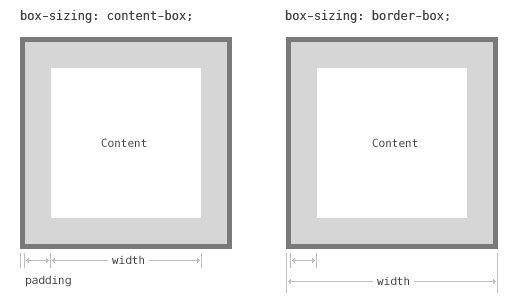 box-sizing: content-box;
box-sizing: border-box;
Content
Content
width
padding
width